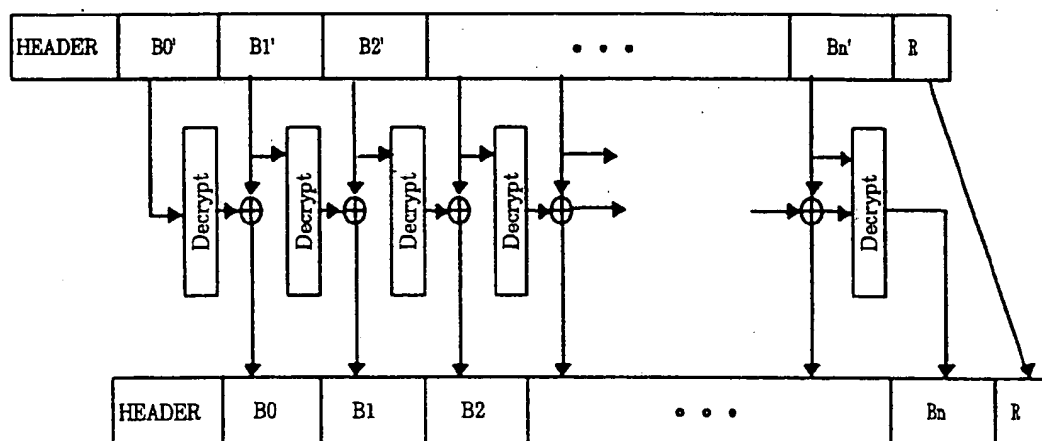 HEADER B0' B1' B2' • • • Bn' R
Decrypt Decrypt Decrypt Decrypt Decrypt
HEADER B0 B1 B2 • • • Bn R